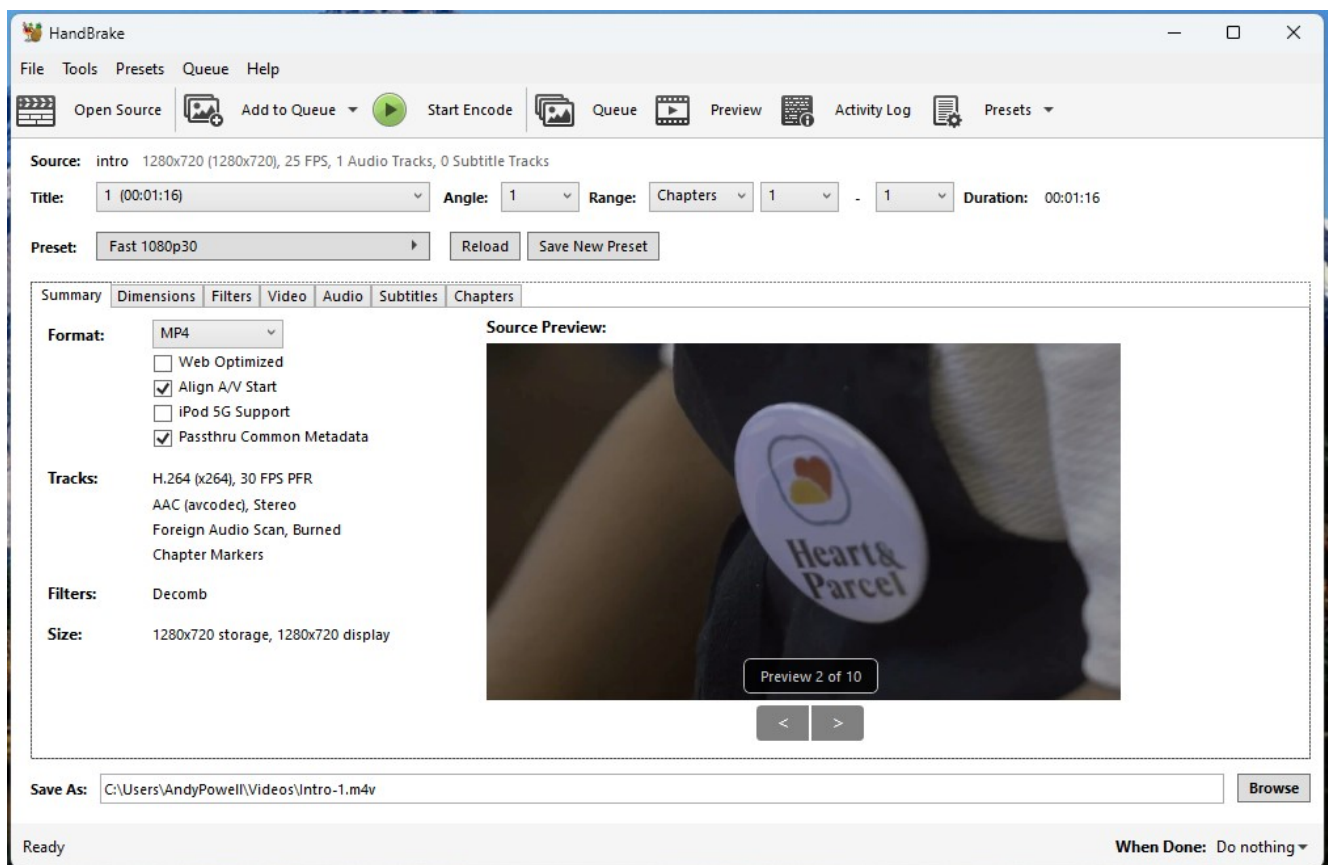 HandBrake
File Tools Presets Queue Help
Open Source Add to Queue Start Encode Queue Preview Activity Log Presets
Source: intro 1280x720 (1280x720), 25 FPS, 1 Audio Tracks, 0 Subtitle Tracks
Title: 1 (00:01:16) Angle: 1 Range: Chapters 1 - 1 Duration: 00:01:16
Preset: Fast 1080p30 Reload Save New Preset
Summary Dimensions Filters Video Audio Subtitles Chapters
Format: MP4
Web Optimized
Align A/V Start
iPod 5G Support
Passthru Common Metadata
Tracks: H.264 (x264), 30 FPS PFR
AAC (avcodec), Stereo
Foreign Audio Scan, Burned
Chapter Markers
Filters: Decomb
Size: 1280x720 storage, 1280x720 display
Source Preview:
Heart&
Parcel
Preview 2 of 10
< >
Save As: C:\Users\AndyPowell\Videos\Intro-1.m4v Browse
Ready When Done: Do nothing